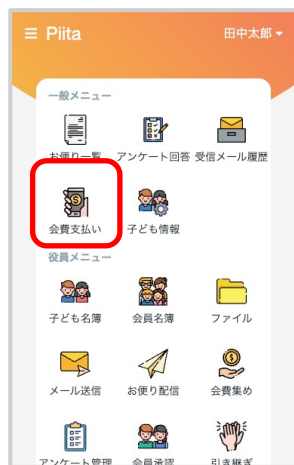 Piita
田中太郎
一般メニュー
お便り一覧 アンケート回答 受信メール履歴
会費支払い 子ども情報
役員メニュー
子ども名簿 会員名簿 ファイル
メール送信 お便り配信 会費集め
アンケート管理 会員承認 引き継ぎ